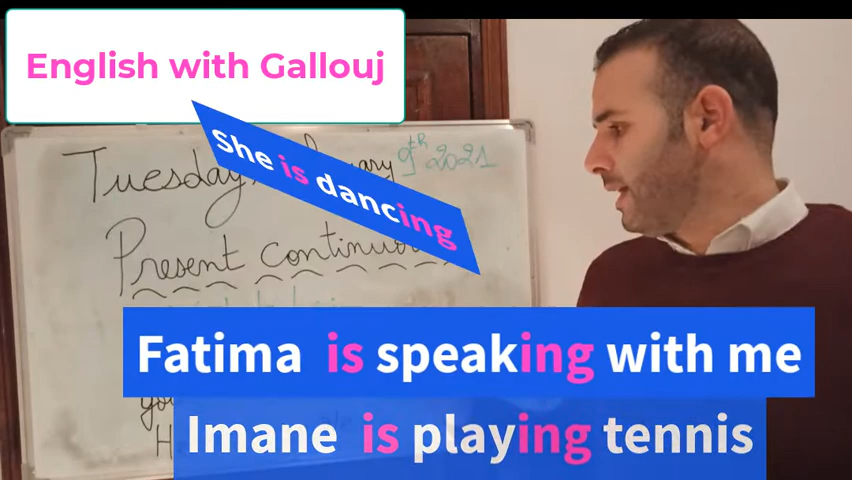 English with Gallouj
She is dancing
Tuesday 9th 2021
Present continuous
Fatima is speaking with me
Imane is playing tennis